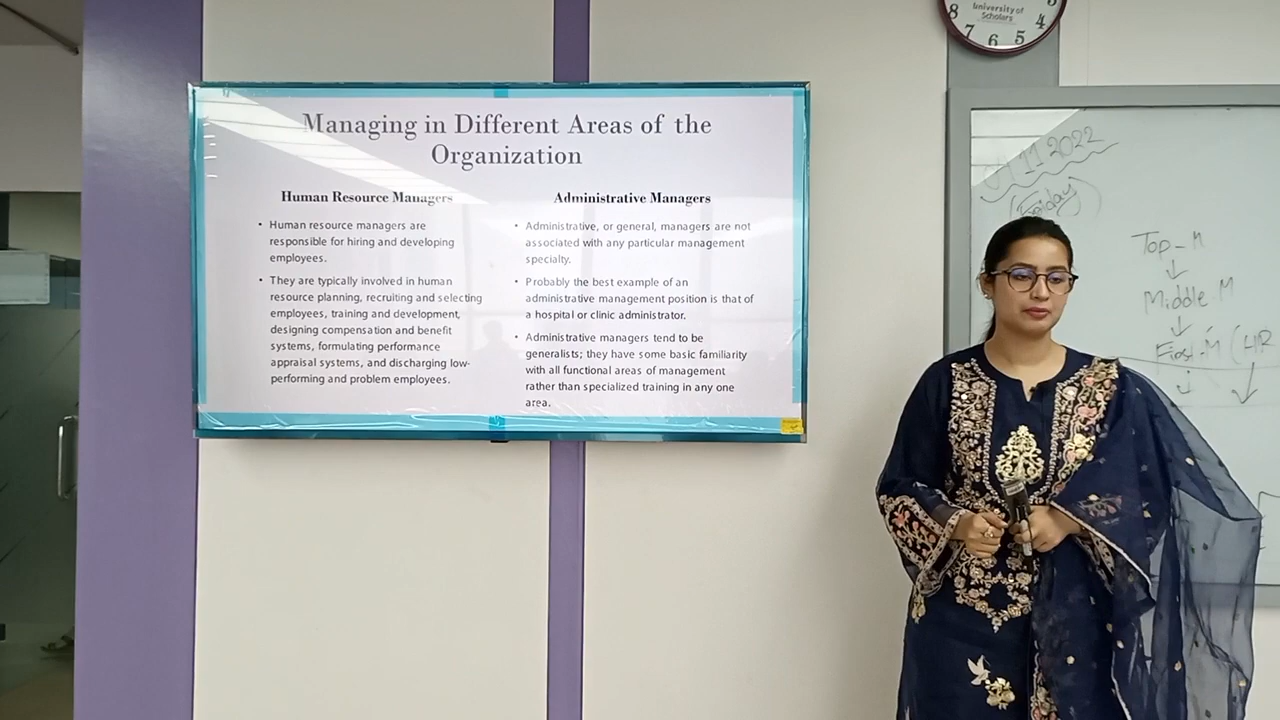 Managing in Different Areas of the
Organization
Human Resource Managers
• Human resource managers are
responsible for hiring and developing
employees.
• They are typically involved in human
resource planning, recruiting and selecting
employees, training and development,
designing compensation and benefit
systems, formulating performance
appraisal systems, and discharging low-
performing and problem employees.
Administrative Managers
• Administrative, or general, managers are not
associated with any particular management
specialty.
• Probably the best example of an
administrative management position is that of
a hospital or clinic administrator.
• Administrative managers tend to be
generalists; they have some basic familiarity
with all functional areas of management
rather than specialized training in any one
area.
University of
Scholars
8 7 6 5 4
11 2022
(Friday)
Top - M
Middle M
First - M (HR